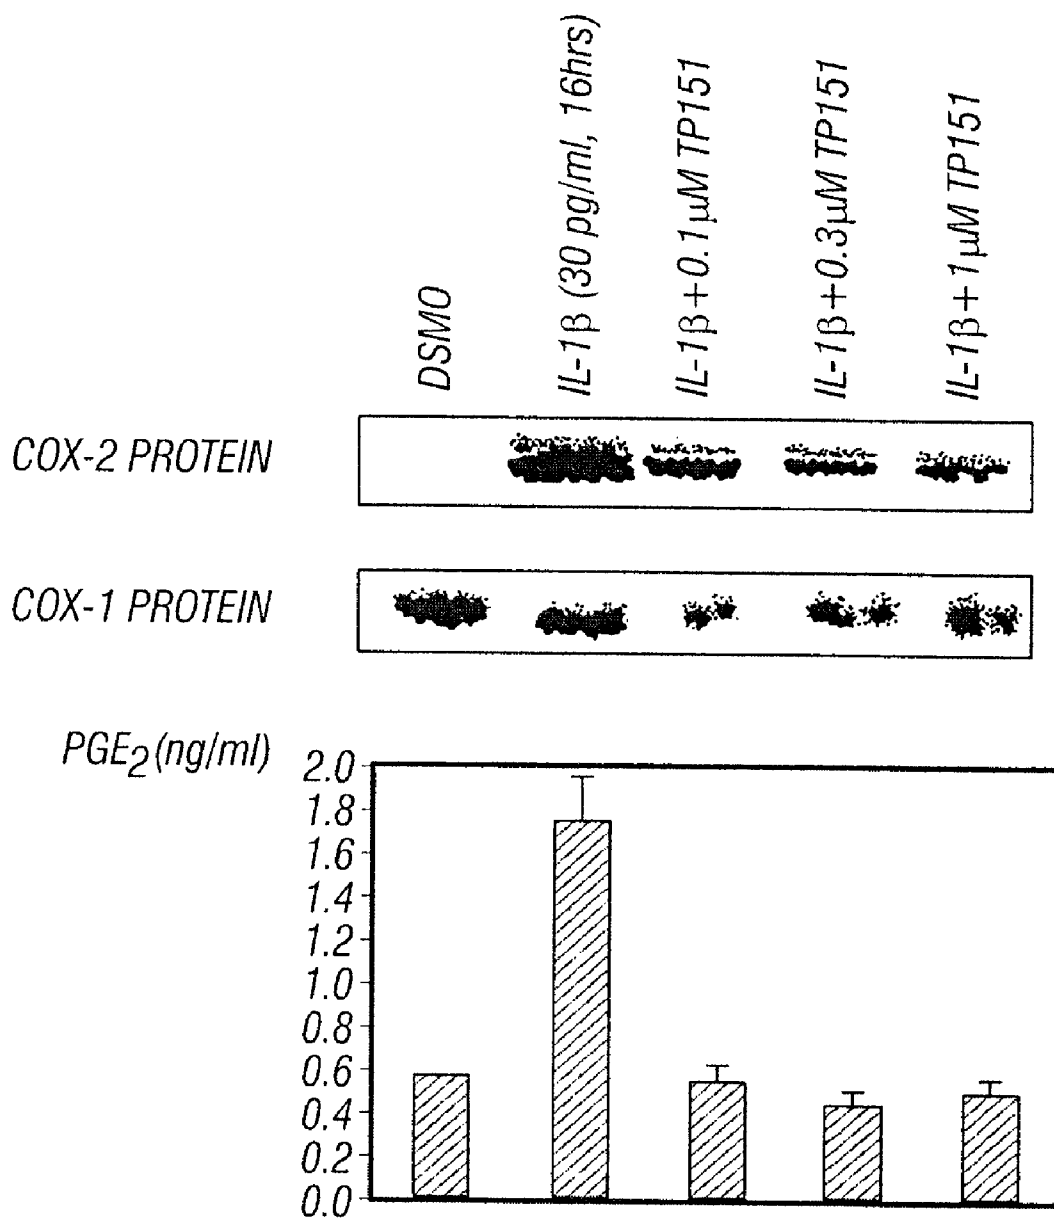 DSMO
IL-1β (30 pg/ml, 16hrs)
IL-1β+0.1μM TP151
IL-1β+0.3μM TP151
IL-1β+1μM TP151
COX-2 PROTEIN
COX-1 PROTEIN
PGE2(ng/ml)
2.0
1.8
1.6
1.4
1.2
1.0
0.8
0.6
0.4
0.2
0.0